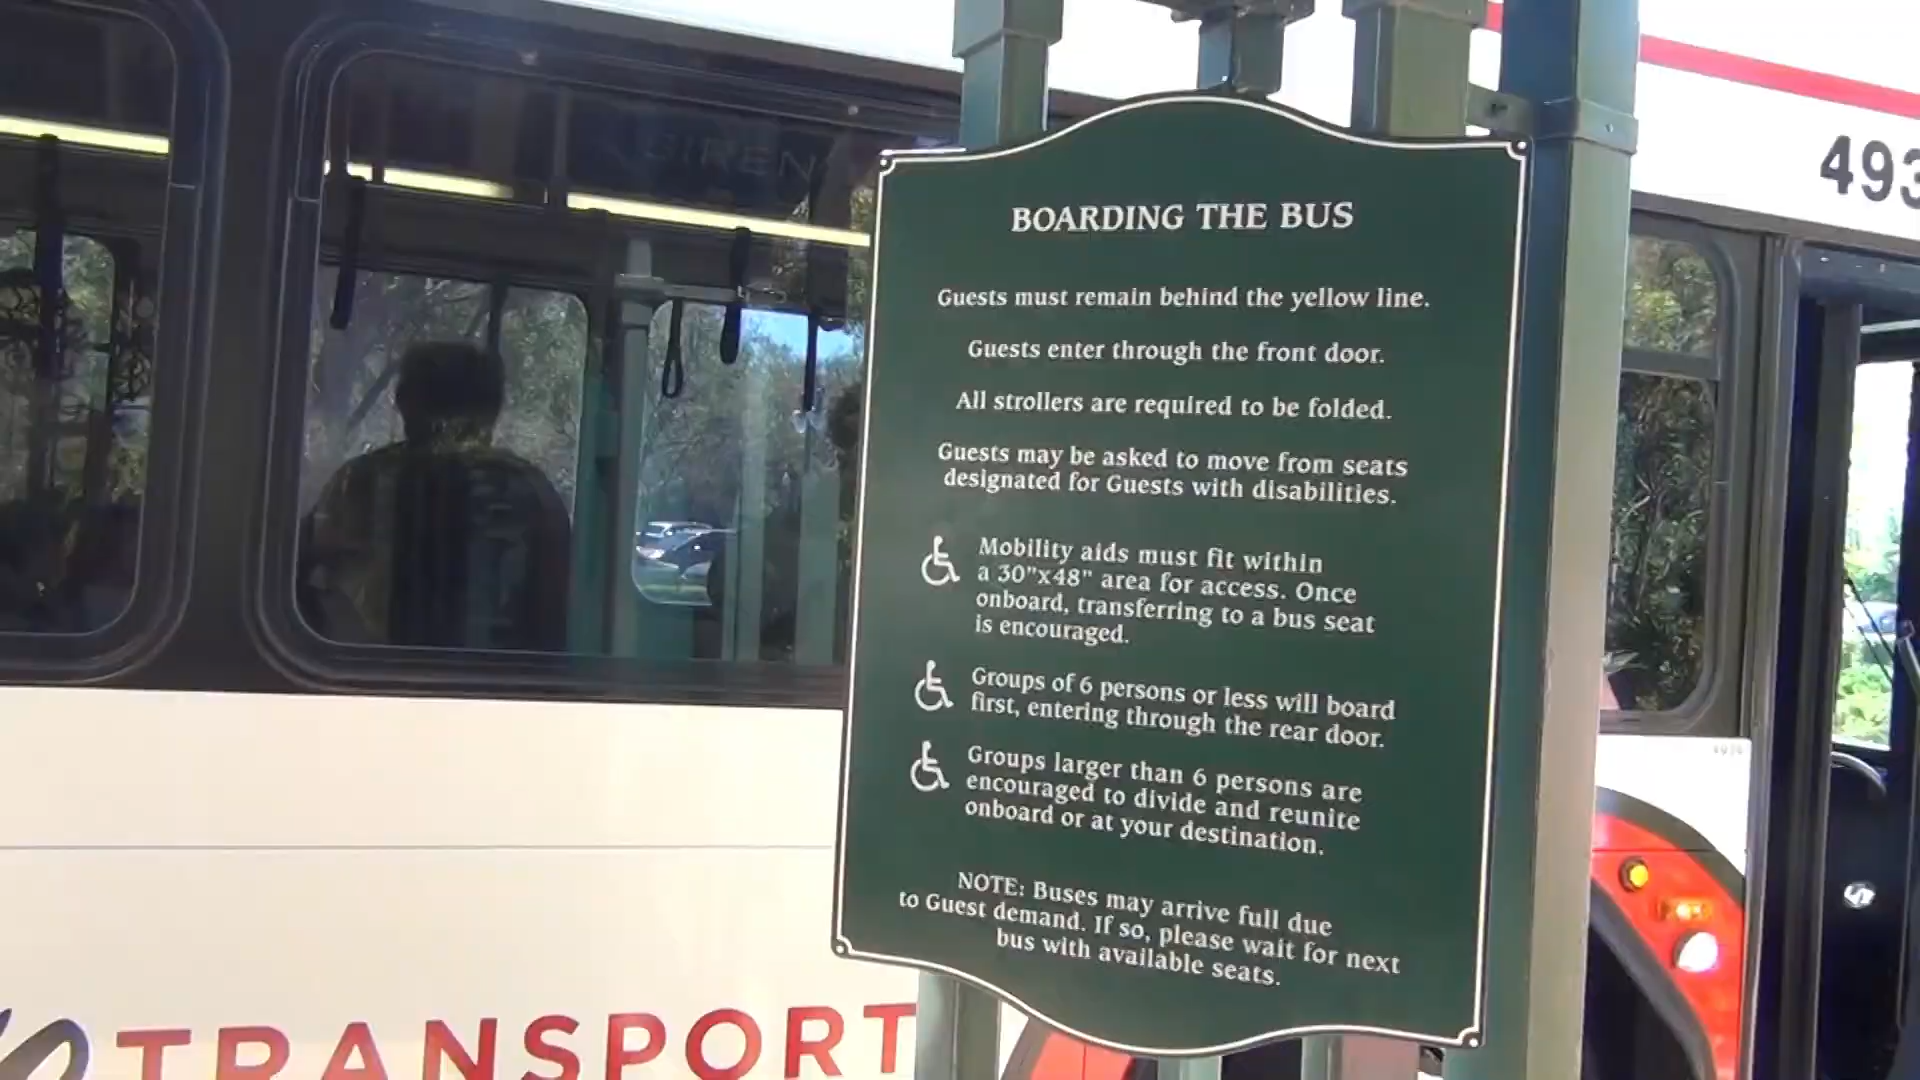 BOARDING THE BUS
Guests must remain behind the yellow line.
Guests enter through the front door.
All strollers are required to be folded.
Guests may be asked to move from seats
designated for Guests with disabilities.
Mobility aids must fit within
a 30"x48" area for access. Once
onboard, transferring to a bus seat
is encouraged.
Groups of 6 persons or less will board
first, entering through the rear door.
Groups larger than 6 persons are
encouraged to divide and reunite
onboard or at your destination.
NOTE: Buses may arrive full due
to Guest demand. If so, please wait for next
bus with available seats.
TRANSPORT
493